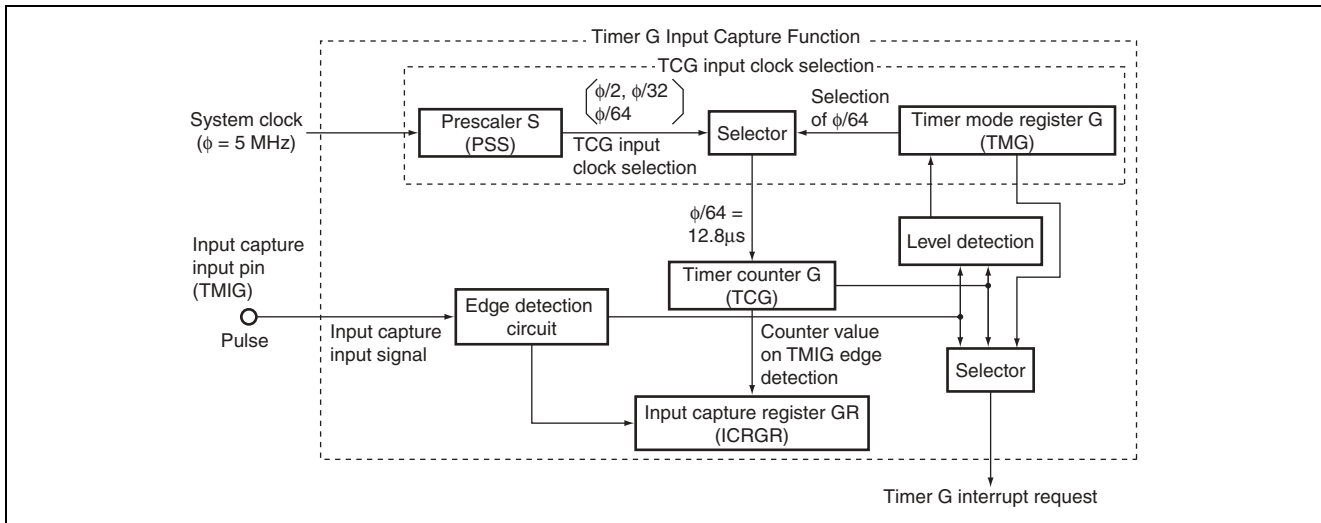 Timer G Input Capture Function
TCG input clock selection
System clock
(ϕ = 5 MHz)
Prescaler S
(PSS)
ϕ/2, ϕ/32
ϕ/64
TCG input
clock selection
Selector
Selection
of ϕ/64
Timer mode register G
(TMG)
ϕ/64 =
12.8μs
Level detection
Input capture
input pin
(TMIG)
Pulse
Input capture
input signal
Edge detection
circuit
Timer counter G
(TCG)
Counter value
on TMIG edge
detection
Selector
Input capture register GR
(ICRGR)
Timer G interrupt request